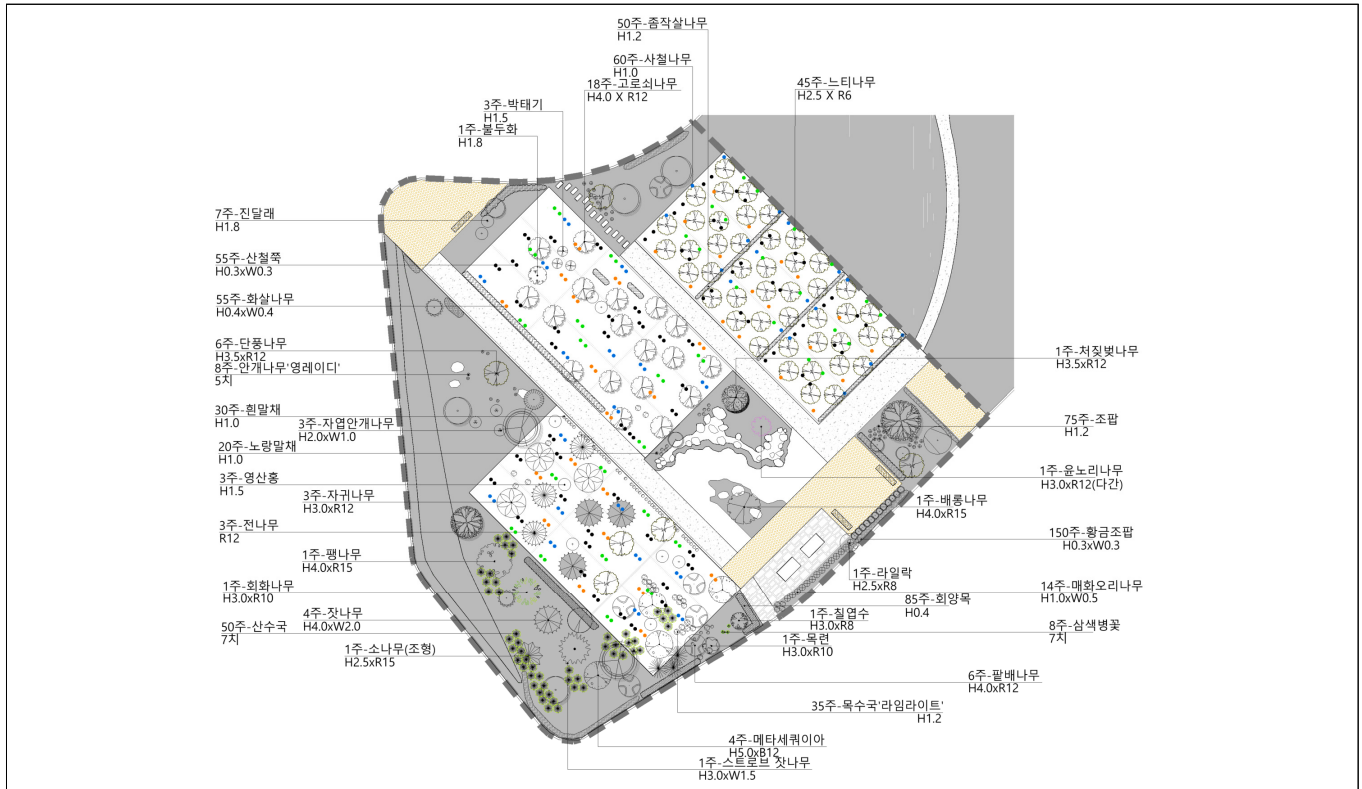 50주-좀작살나무
H1.2
60주-사철나무
H1.0
18주-고로쇠나무
H4.0 X R12
45주-느티나무
H2.5 X R6
3주-박태기
H1.5
1주-불두화
H1.8
7주-진달래
H1.8
55주-산철쭉
H0.3xW0.3
55주-화살나무
H0.4xW0.4
6주-단풍나무
H3.5xR12
8주-안개나무'영레이디'
5치
30주-흰말채
H1.0
3주-자엽안개나무
H2.0xW1.0
20주-노랑말채
H1.0
3주-영산홍
H1.5
3주-자귀나무
H3.0xR12
3주-전나무
R12
1주-팽나무
H4.0xR15
1주-회화나무
H3.0xR10
4주-잣나무
H4.0xW2.0
50주-산수국
7치
1주-소나무(조형)
H2.5xR15
1주-처짖벚나무
H3.5xR12
75주-조팝
H1.2
1주-윤노리나무
H3.0xR12(다간)
1주-배롱나무
H4.0xR15
150주-황금조팝
H0.3xW0.3
1주-라일락
H2.5xR8
14주-매화오리나무
H1.0xW0.5
85주-회양목
H0.4
1주-칠엽수
H3.0xR8
8주-삼색병꽃
7치
1주-목련
H3.0xR10
6주-팥배나무
H4.0xR12
35주-목수국'라임라이트'
H1.2
4주-메타세쿼이아
H5.0xB12
1주-스트로브 잣나무
H3.0xW1.5